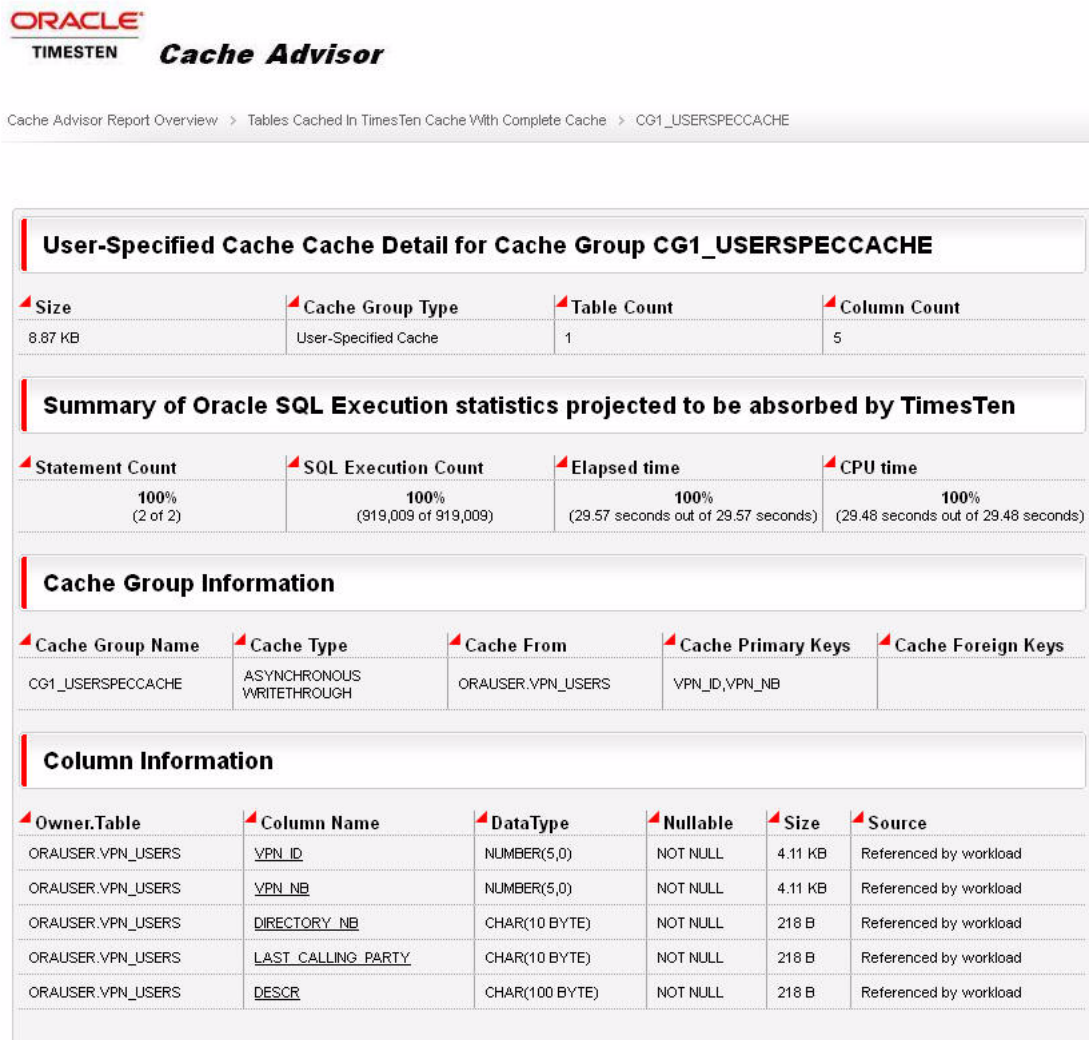 ORACLE
TIMESTEN Cache Advisor
Cache Advisor Report Overview > Tables Cached In TimesTen Cache With Complete Cache > CG1_USERSPECCACHE
User-Specified Cache Cache Detail for Cache Group CG1_USERSPECCACHE
Size Cache Group Type Table Count Column Count
8.87 KB User-Specified Cache 1 5
Summary of Oracle SQL Execution statistics projected to be absorbed by TimesTen
Statement Count SQL Execution Count Elapsed time CPU time
100% 100% 100% 100%
(2 of 2) (919,009 of 919,009) (29.57 seconds out of 29.57 seconds) (29.48 seconds out of 29.48 seconds)
Cache Group Information
Cache Group Name Cache Type Cache From Cache Primary Keys Cache Foreign Keys
CG1_USERSPECCACHE ASYNCHRONOUS WRITETHROUGH ORAUSER.VPN_USERS VPN_ID,VPN_NB
Column Information
Owner.Table Column Name DataType Nullable Size Source
ORAUSER.VPN_USERS VPN_ID NUMBER(5,0) NOT NULL 4.11 KB Referenced by workload
ORAUSER.VPN_USERS VPN_NB NUMBER(5,0) NOT NULL 4.11 KB Referenced by workload
ORAUSER.VPN_USERS DIRECTORY_NB CHAR(10 BYTE) NOT NULL 218 B Referenced by workload
ORAUSER.VPN_USERS LAST_CALLING_PARTY CHAR(10 BYTE) NOT NULL 218 B Referenced by workload
ORAUSER.VPN_USERS DESCR CHAR(100 BYTE) NOT NULL 218 B Referenced by workload